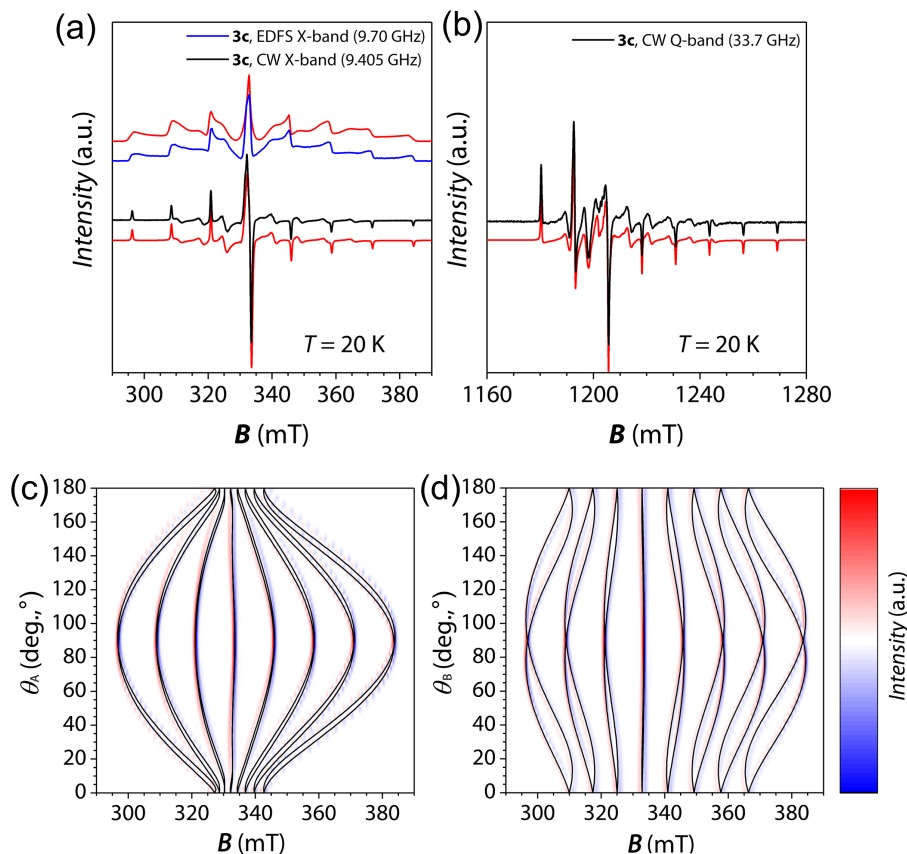 (a)
3c, EDFS X-band (9.70 GHz)
3c, CW X-band (9.405 GHz)
Intensity (a.u.)
T = 20 K
300 320 340 360 380
B (mT)
(b)
3c, CW Q-band (33.7 GHz)
Intensity (a.u.)
T = 20 K
1160 1200 1240 1280
B (mT)
(c)
180
160
140
120
100
80
60
40
20
0
θA (deg.,°)
300 320 340 360 380
B (mT)
(d)
180
160
140
120
100
80
60
40
20
0
θB (deg.,°)
300 320 340 360 380
B (mT)
Intensity (a.u.)